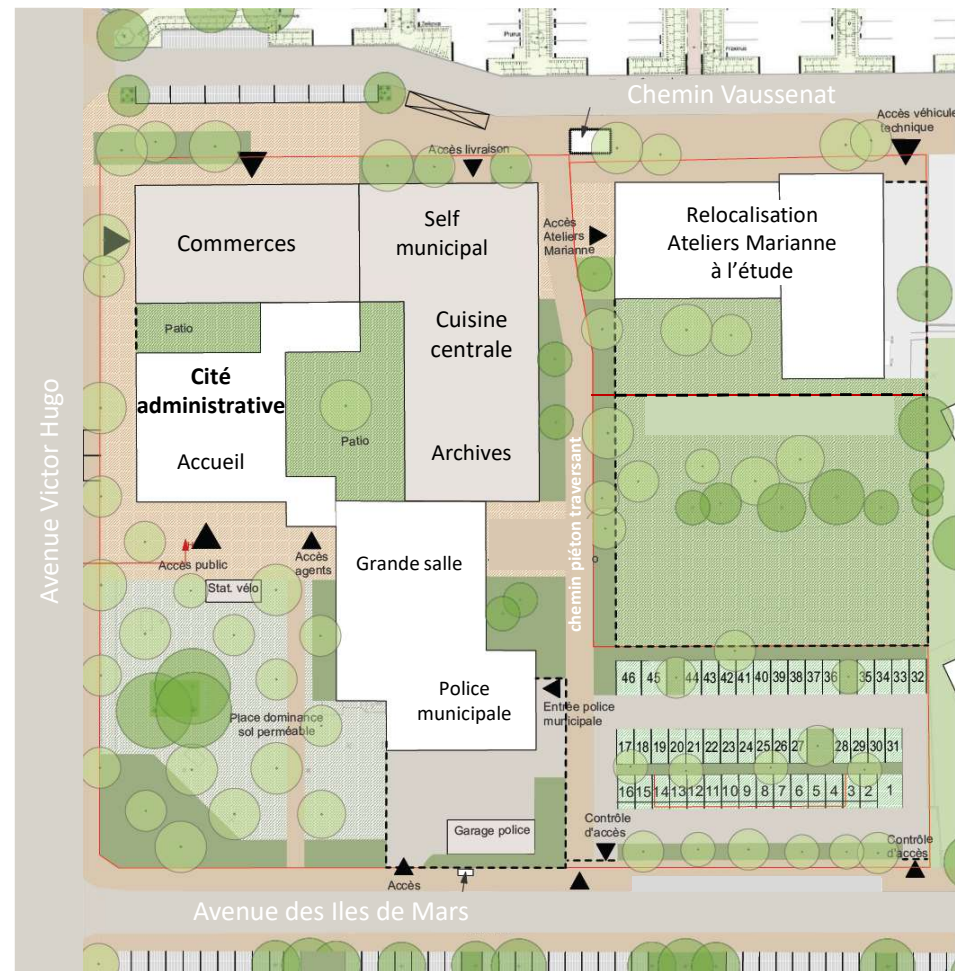 Prunus
Fraxinus
Chemin Vaussenat
Accès véhicule
technique
Accès livraison
Commerces
Self
municipal
Accès
Ateliers
Marianne
Relocalisation
Ateliers Marianne
à l'étude
Patio
Cuisine
centrale
Cité
administrative
Accueil
Patio
Archives
Avenue Victor Hugo
Accès public
Accès
agents
Grande salle
chemin piéton traversant
Stat. vélo
Place dominance
sol perméable
Police
municipale
Entrée police
municipale
46 45 44 43 42 41 40 39 38 37 36 35 34 33 32
17 18 19 20 21 22 23 24 25 26 27 28 29 30 31
16 15 14 13 12 11 10 9 8 7 6 5 4 3 2 1
Garage police
Contrôle
d'accès
Contrôle
d'accès
Accès
Avenue des Iles de Mars